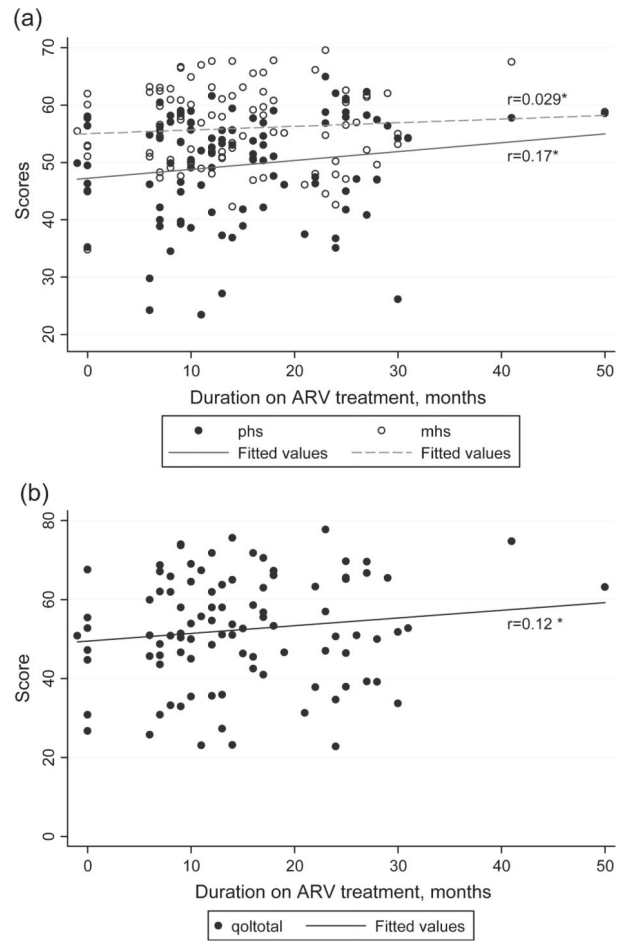 (a)
70
60
50
40
30
20
Scores
r=0.029*
r=0.17*
0 10 20 30 40 50
Duration on ARV treatment, months
phs mhs
Fitted values Fitted values
(b)
80
60
40
20
0
Score
r=0.12 *
0 10 20 30 40 50
Duration on ARV treatment, months
qoltotal Fitted values